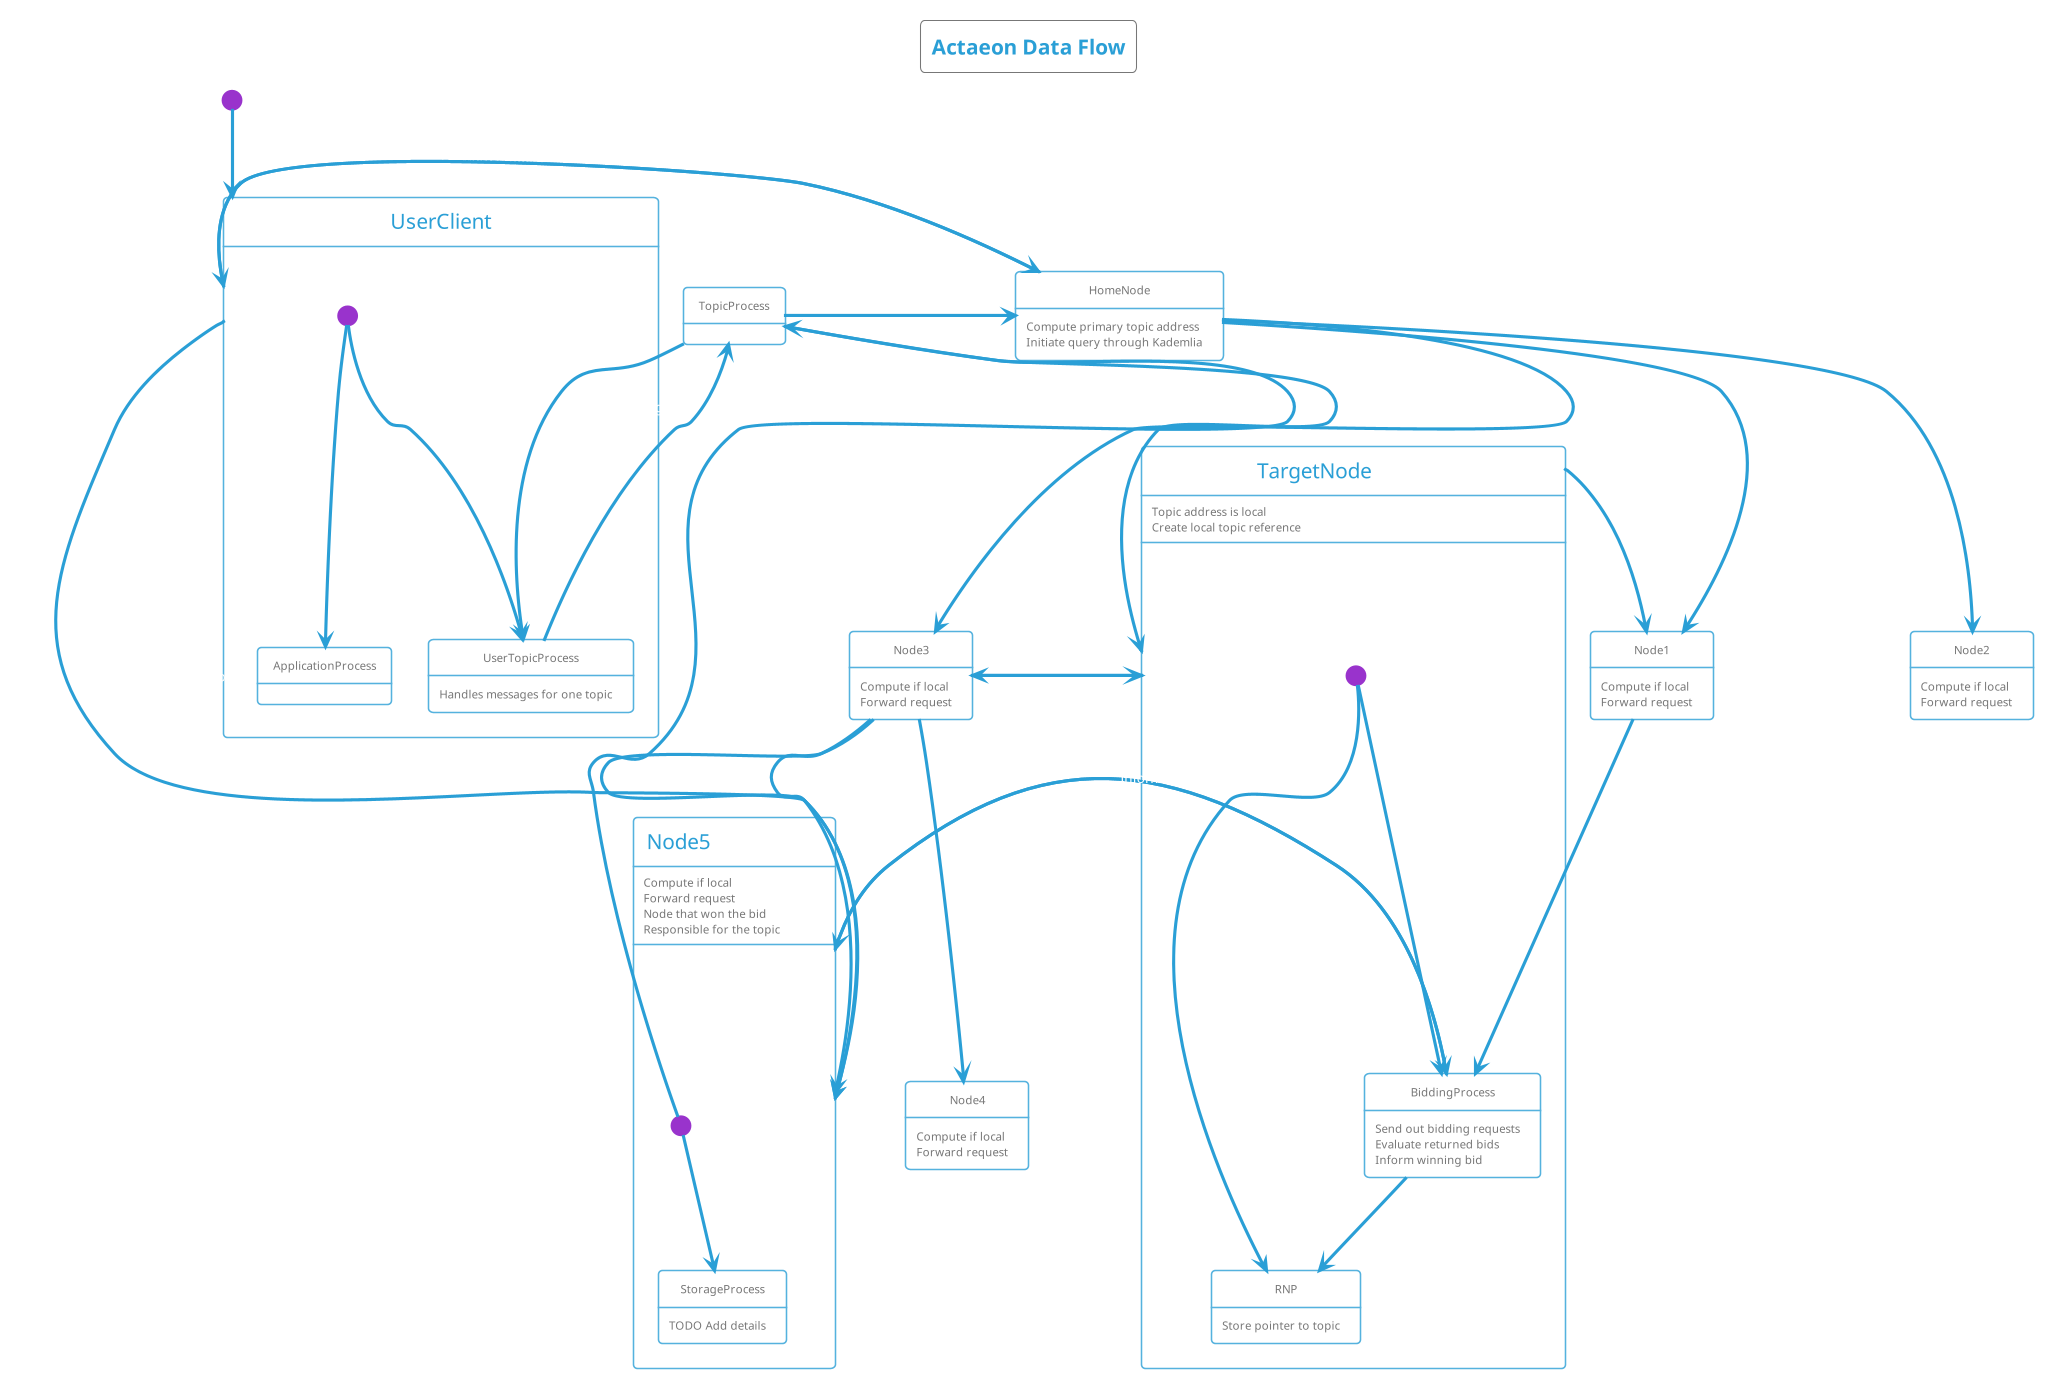 Actaeon Data Flow
UserClient
TopicProcess
HomeNode
Compute primary topic address
Initiate query through Kademlia
TargetNode
Topic address is local
Create local topic reference
ApplicationProcess
UserTopicProcess
Handles messages for one topic
Node3
Compute if local
Forward request
Node1
Compute if local
Forward request
Node2
Compute if local
Forward request
Node5
Compute if local
Forward request
Node that won the bid
Responsible for the topic
Node4
Compute if local
Forward request
BiddingProcess
Send out bidding requests
Evaluate returned bids
Inform winning bid
StorageProcess
TODO Add details
RNP
Store pointer to topic